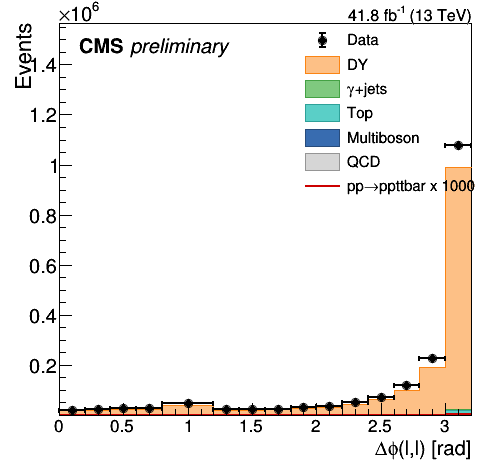 ×10⁶
41.8 fb⁻¹ (13 TeV)
Events
CMS preliminary
Data
DY
γ+jets
Top
Multiboson
QCD
pp→ppttbar x 1000
1.4
1.2
1
0.8
0.6
0.4
0.2
0 0.5 1 1.5 2 2.5 3
Δφ(l,l) [rad]